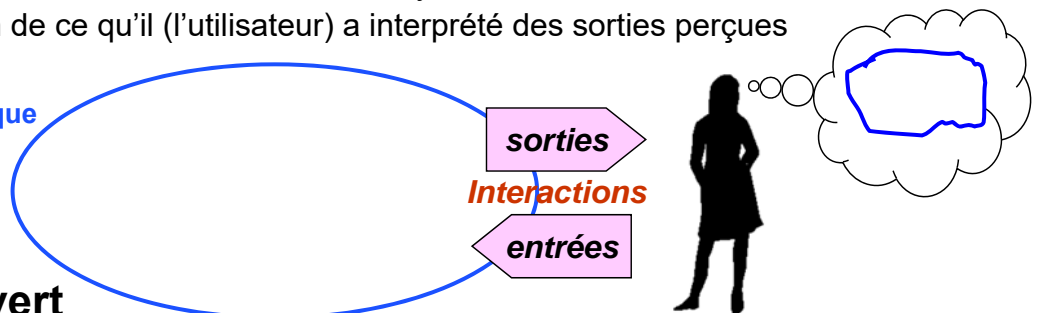 de ce qu'il (l'utilisateur) a interprété des sorties perçues
que
sorties
Interactions
entrées
vert